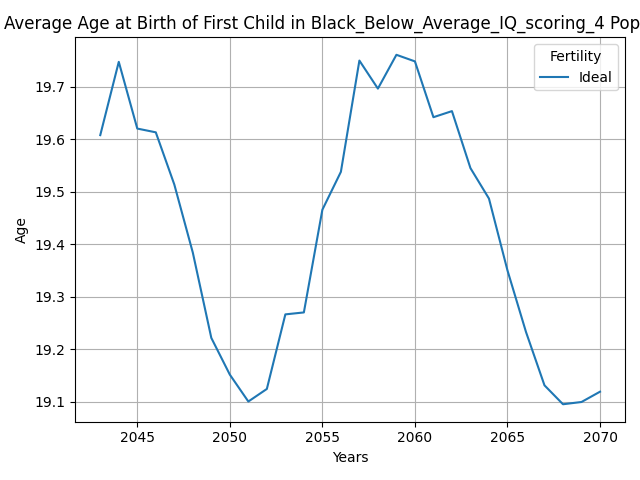 Average Age at Birth of First Child in Black_Below_Average_IQ_scoring_4 Pop
Fertility
Ideal
19.7
19.6
19.5
19.4
19.3
19.2
19.1
Age
2045 2050 2055 2060 2065 2070
Years